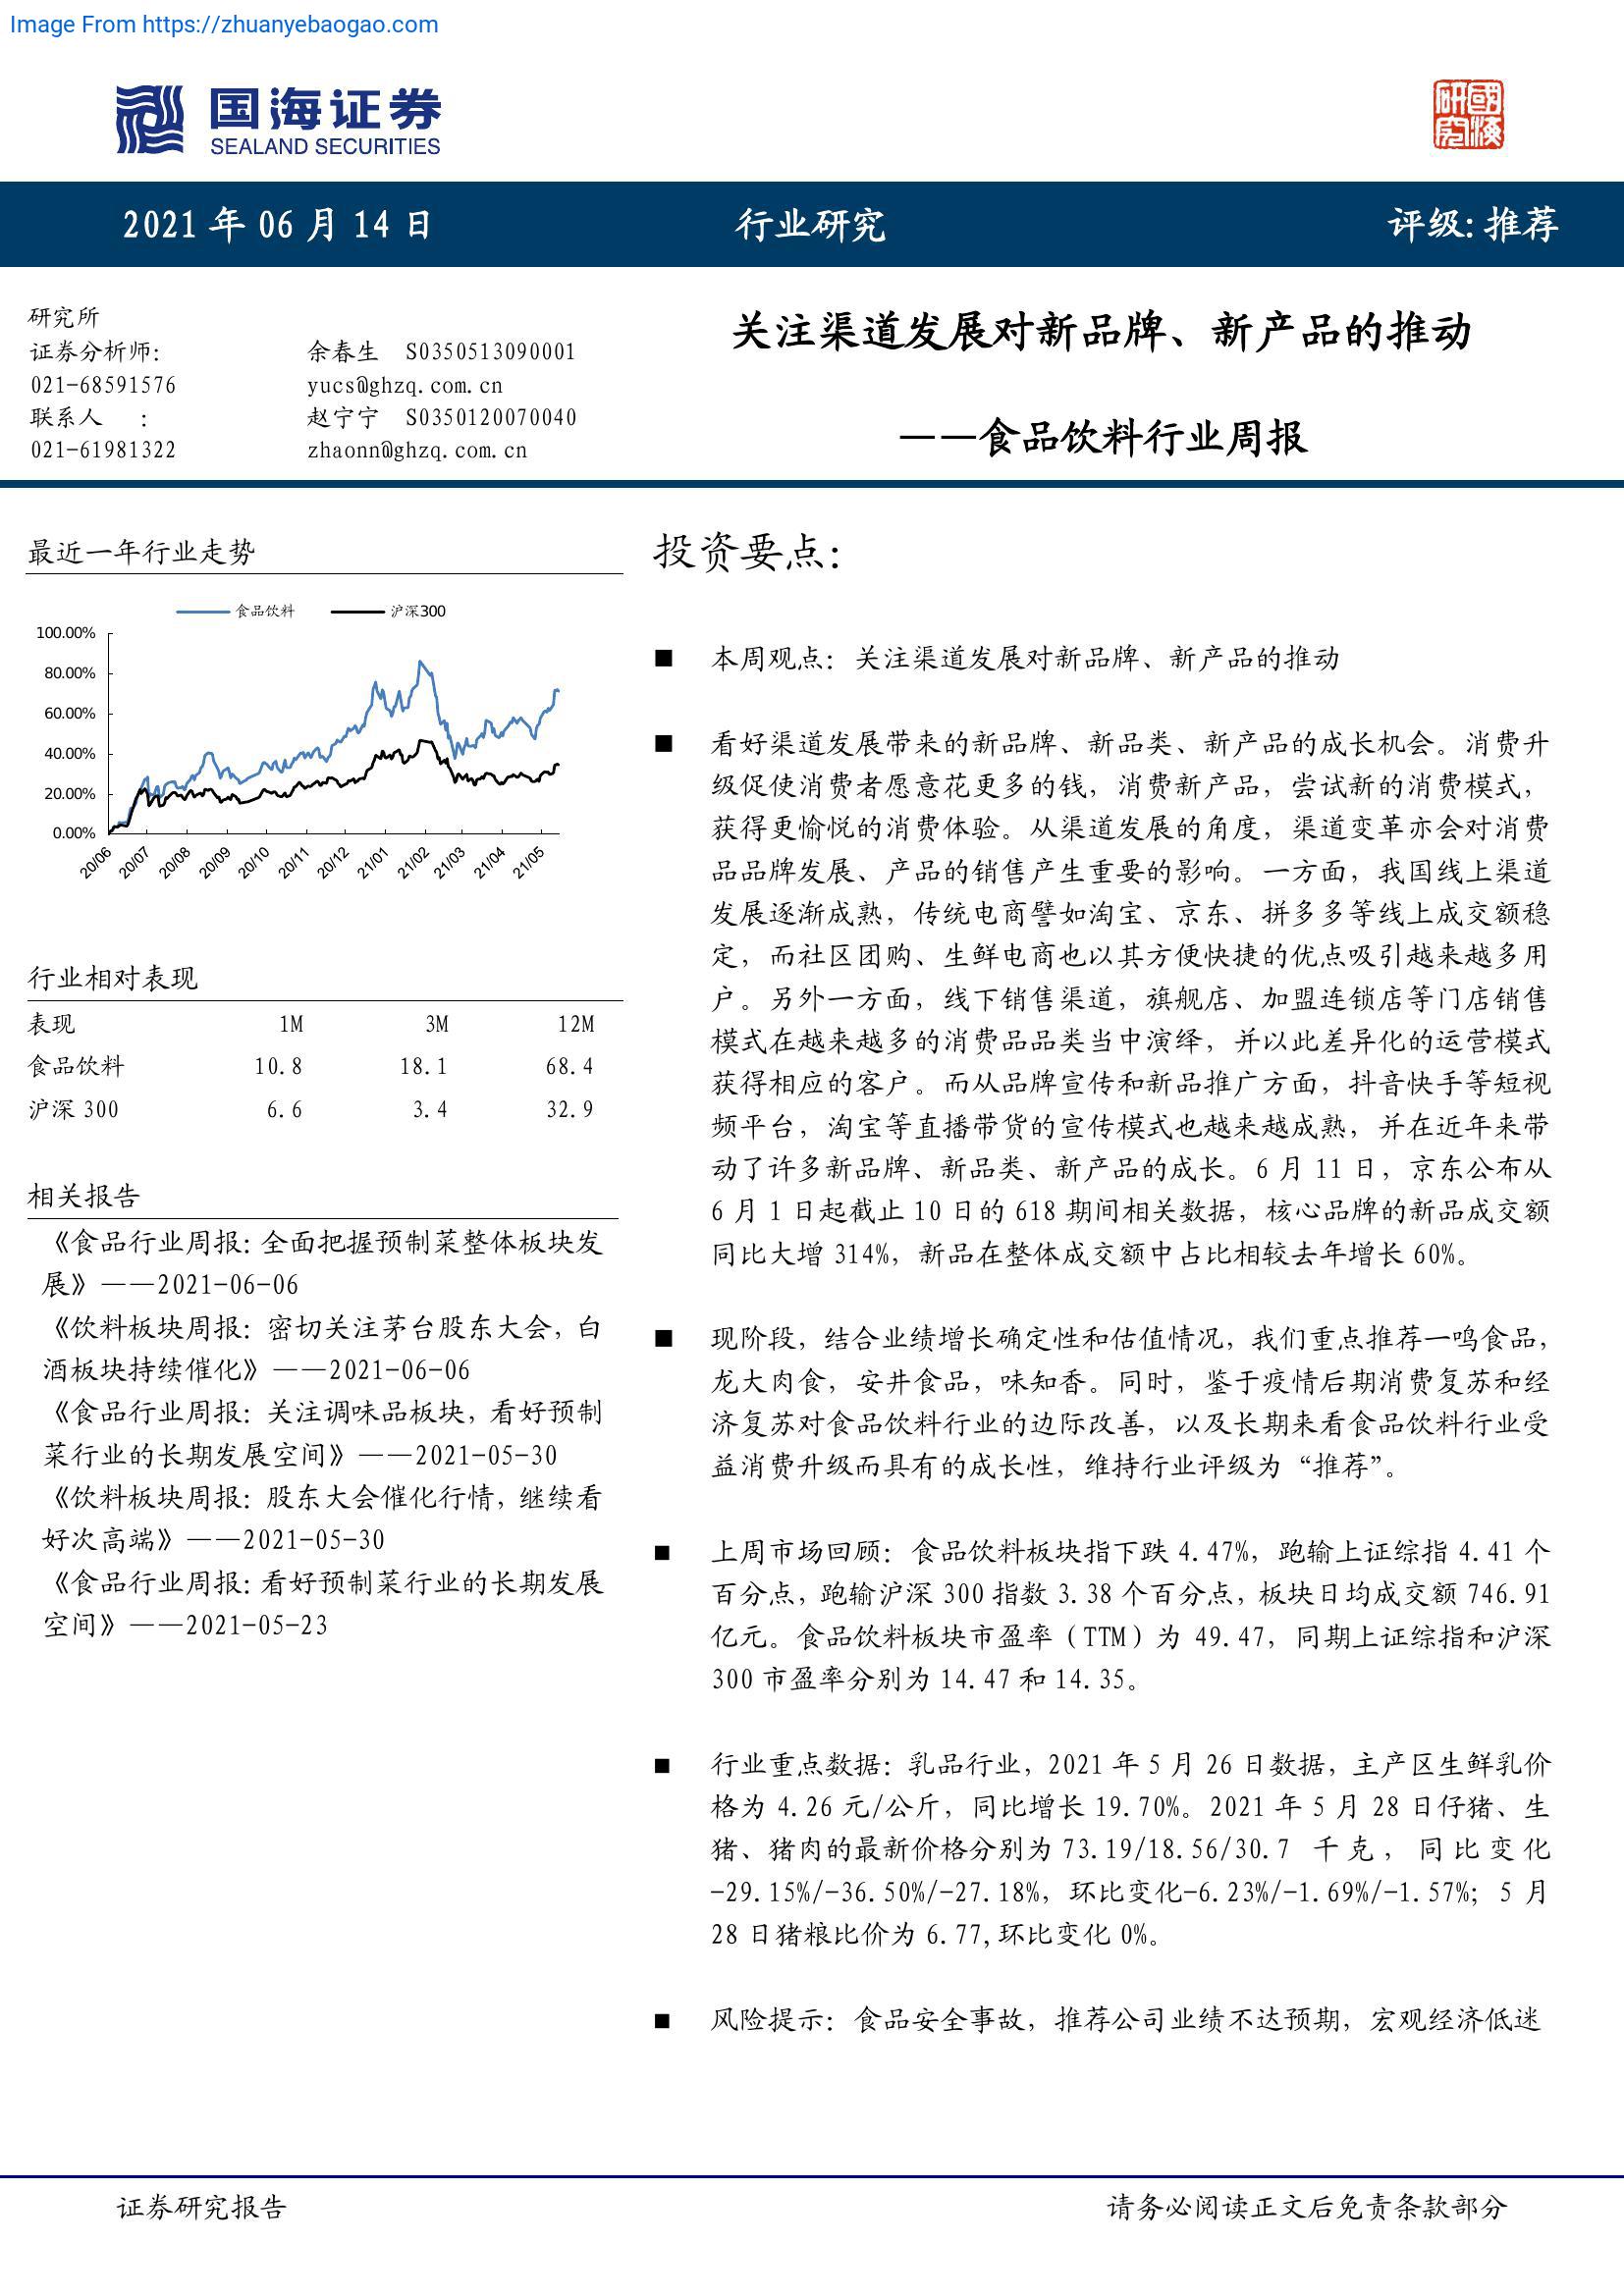 Image From https://zhuanyebaogao.com
国海证券
SEALAND SECURITIES
研究
國海
2021 年 06 月 14 日 行业研究 评级:推荐
研究所
证券分析师: 余春生 S0350513090001
021-68591576 yucs@ghzq.com.cn
联系人 : 赵宁宁 S0350120070040
021-61981322 zhaonn@ghzq.com.cn
关注渠道发展对新品牌、新产品的推动
——食品饮料行业周报
最近一年行业走势
食品饮料 沪深300
100.00%
80.00%
60.00%
40.00%
20.00%
0.00%
20/06 20/07 20/08 20/09 20/10 20/11 20/12 21/01 21/02 21/03 21/04 21/05
行业相对表现
表现 1M 3M 12M
食品饮料 10.8 18.1 68.4
沪深 300 6.6 3.4 32.9
相关报告
《食品行业周报:全面把握预制菜整体板块发
展》——2021-06-06
《饮料板块周报:密切关注茅台股东大会,白
酒板块持续催化》——2021-06-06
《食品行业周报:关注调味品板块,看好预制
菜行业的长期发展空间》——2021-05-30
《饮料板块周报:股东大会催化行情,继续看
好次高端》——2021-05-30
《食品行业周报:看好预制菜行业的长期发展
空间》——2021-05-23
投资要点:
■ 本周观点:关注渠道发展对新品牌、新产品的推动
■ 看好渠道发展带来的新品牌、新品类、新产品的成长机会。消费升
级促使消费者愿意花更多的钱,消费新产品,尝试新的消费模式,
获得更愉悦的消费体验。从渠道发展的角度,渠道变革亦会对消费
品品牌发展、产品的销售产生重要的影响。一方面,我国线上渠道
发展逐渐成熟,传统电商譬如淘宝、京东、拼多多等线上成交额稳
定,而社区团购、生鲜电商也以其方便快捷的优点吸引越来越多用
户。另外一方面,线下销售渠道,旗舰店、加盟连锁店等门店销售
模式在越来越多的消费品品类当中演绎,并以此差异化的运营模式
获得相应的客户。而从品牌宣传和新品推广方面,抖音快手等短视
频平台,淘宝等直播带货的宣传模式也越来越成熟,并在近年来带
动了许多新品牌、新品类、新产品的成长。6 月 11 日,京东公布从
6 月 1 日起截止 10 日的 618 期间相关数据,核心品牌的新品成交额
同比大增 314%,新品在整体成交额中占比相较去年增长 60%。
■ 现阶段,结合业绩增长确定性和估值情况,我们重点推荐一鸣食品,
龙大肉食,安井食品,味知香。同时,鉴于疫情后期消费复苏和经
济复苏对食品饮料行业的边际改善,以及长期来看食品饮料行业受
益消费升级而具有的成长性,维持行业评级为“推荐”。
■ 上周市场回顾:食品饮料板块指下跌 4.47%,跑输上证综指 4.41 个
百分点,跑输沪深 300 指数 3.38 个百分点,板块日均成交额 746.91
亿元。食品饮料板块市盈率(TTM)为 49.47,同期上证综指和沪深
300 市盈率分别为 14.47 和 14.35。
■ 行业重点数据:乳品行业,2021 年 5 月 26 日数据,主产区生鲜乳价
格为 4.26 元/公斤,同比增长 19.70%。2021 年 5 月 28 日仔猪、生
猪、猪肉的最新价格分别为 73.19/18.56/30.7 千克,同比变化
-29.15%/-36.50%/-27.18%,环比变化-6.23%/-1.69%/-1.57%;5 月
28 日猪粮比价为 6.77,环比变化 0%。
■ 风险提示:食品安全事故,推荐公司业绩不达预期,宏观经济低迷
证券研究报告 请务必阅读正文后免责条款部分